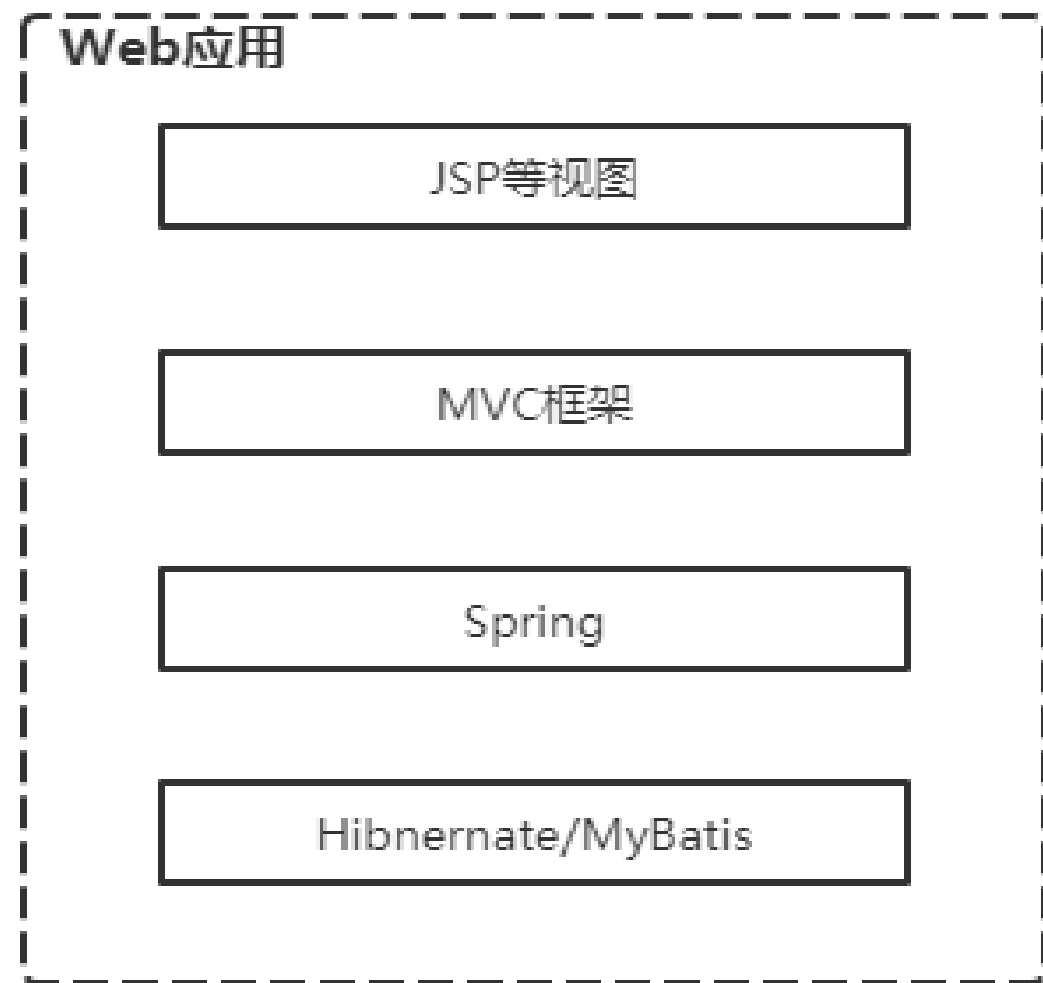 Web应用
JSP等视图
MVC框架
Spring
Hibnernate/MyBatis